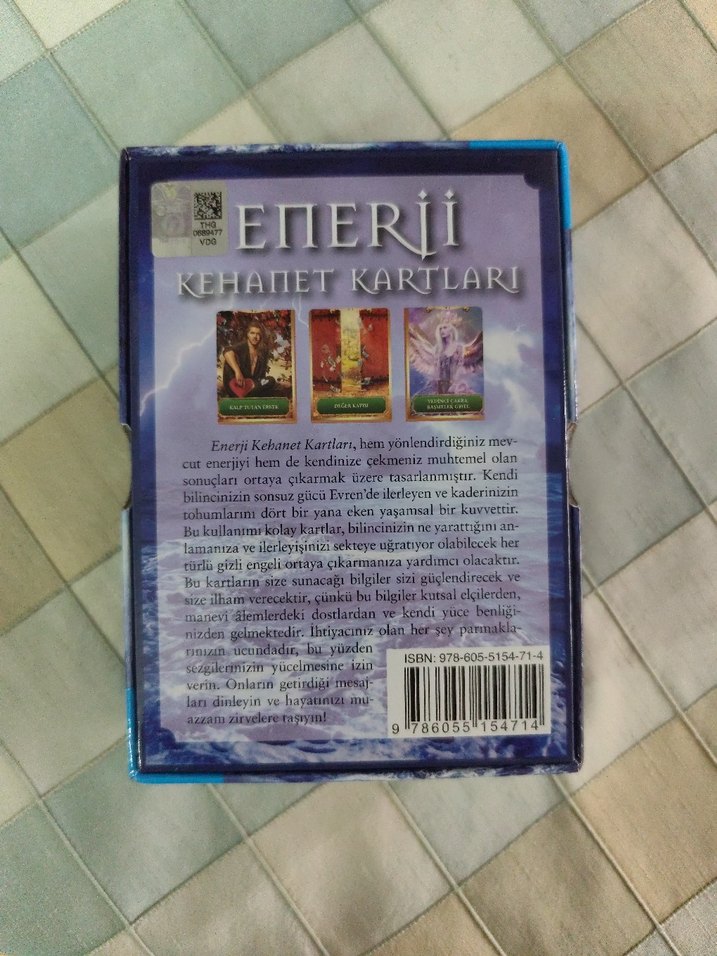 THG
0689477
VDG
ENERJİ
KEHANET KARTLARI
KALP TUTAN ERKEK
DEĞER KAPISI
YEDİNCİ ÇAKRA,
BAŞMELEK
Enerji Kehanet Kartları, hem yönlendirdiğiniz mev-
cut enerjiyi hem de kendinize çekmeniz muhtemel olan
sonuçları ortaya çıkarmak üzere tasarlanmıştır. Kendi
bilincinizin sonsuz gücü Evren'de ilerleyen ve kaderinizin
tohumlarını dört bir yana eken yaşamsal bir kuvvettir.
Bu kullanımı kolay kartlar, bilincinizin ne yarattığını an-
lamanıza ve ilerleyişinizi sekteye uğratıyor olabilecek her
türlü gizli engeli ortaya çıkarmanıza yardımcı olacaktır.
Bu kartların size sunacağı bilgiler sizi güçlendirecek ve
size ilham verecektir, çünkü bu bilgiler kutsal elçilerden,
manevi âlemlerdeki dostlardan ve kendi yüce benliği-
nizden gelmektedir. İhtiyacınız olan her şey parmakla-
rınızın ucundadır, bu yüzden
sezgilerinizin yücelmesine izin
verin. Onların getirdiği mesaj-
ları dinleyin ve hayatınızı mu-
azzam zirvelere taşıyın!
ISBN: 978-605-5154-71-4
9 786055 154714